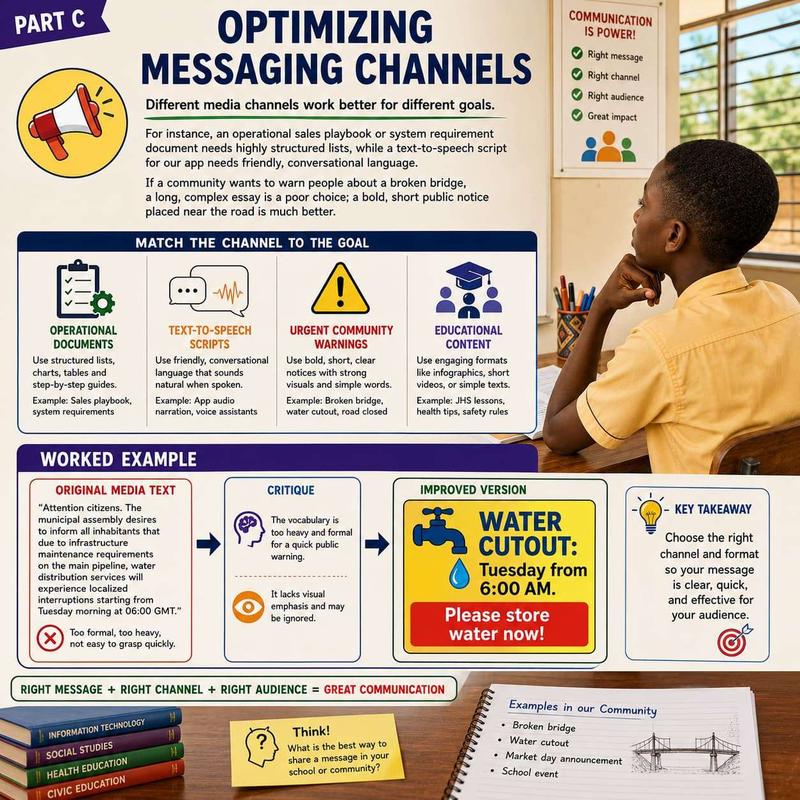 PART C
OPTIMIZING
MESSAGING CHANNELS
Different media channels work better for different goals.
For instance, an operational sales playbook or system requirement
document needs highly structured lists, while a text-to-speech script
for our app needs friendly, conversational language.
If a community wants to warn people about a broken bridge,
a long, complex essay is a poor choice; a bold, short public notice
placed near the road is much better.
COMMUNICATION
IS POWER!
Right message
Right channel
Right audience
Great impact
MATCH THE CHANNEL TO THE GOAL
OPERATIONAL
DOCUMENTS
Use structured lists,
charts, tables and
step-by-step guides.
Example: Sales playbook,
system requirements
TEXT-TO-SPEECH
SCRIPTS
Use friendly, conversational
language that sounds
natural when spoken.
Example: App audio
narration, voice assistants
URGENT COMMUNITY
WARNINGS
Use bold, short, clear
notices with strong
visuals and simple words.
Example: Broken bridge,
water cutout, road closed
EDUCATIONAL
CONTENT
Use engaging formats
like infographics, short
videos, or simple texts.
Example: JHS lessons,
health tips, safety rules
WORKED EXAMPLE
ORIGINAL MEDIA TEXT
"Attention citizens. The
municipal assembly desires
to inform all inhabitants that
due to infrastructure
maintenance requirements
on the main pipeline, water
distribution services will
experience localized
interruptions starting from
Tuesday morning at 06:00 GMT."
Too formal, too heavy,
not easy to grasp quickly.
CRITIQUE
The vocabulary is
too heavy and formal
for a quick public
warning.
It lacks visual
emphasis and may
be ignored.
IMPROVED VERSION
WATER
CUTOUT:
Tuesday from
6:00 AM.
Please store
water now!
KEY TAKEAWAY
Choose the right
channel and format
so your message
is clear, quick,
and effective for
your audience.
RIGHT MESSAGE + RIGHT CHANNEL + RIGHT AUDIENCE = GREAT COMMUNICATION
INFORMATION TECHNOLOGY
SOCIAL STUDIES
HEALTH EDUCATION
CIVIC EDUCATION
?
Think!
What is the best way to
share a message in your
school or community?
Examples in our Community
• Broken bridge
• Water cutout
• Market day announcement
• School event